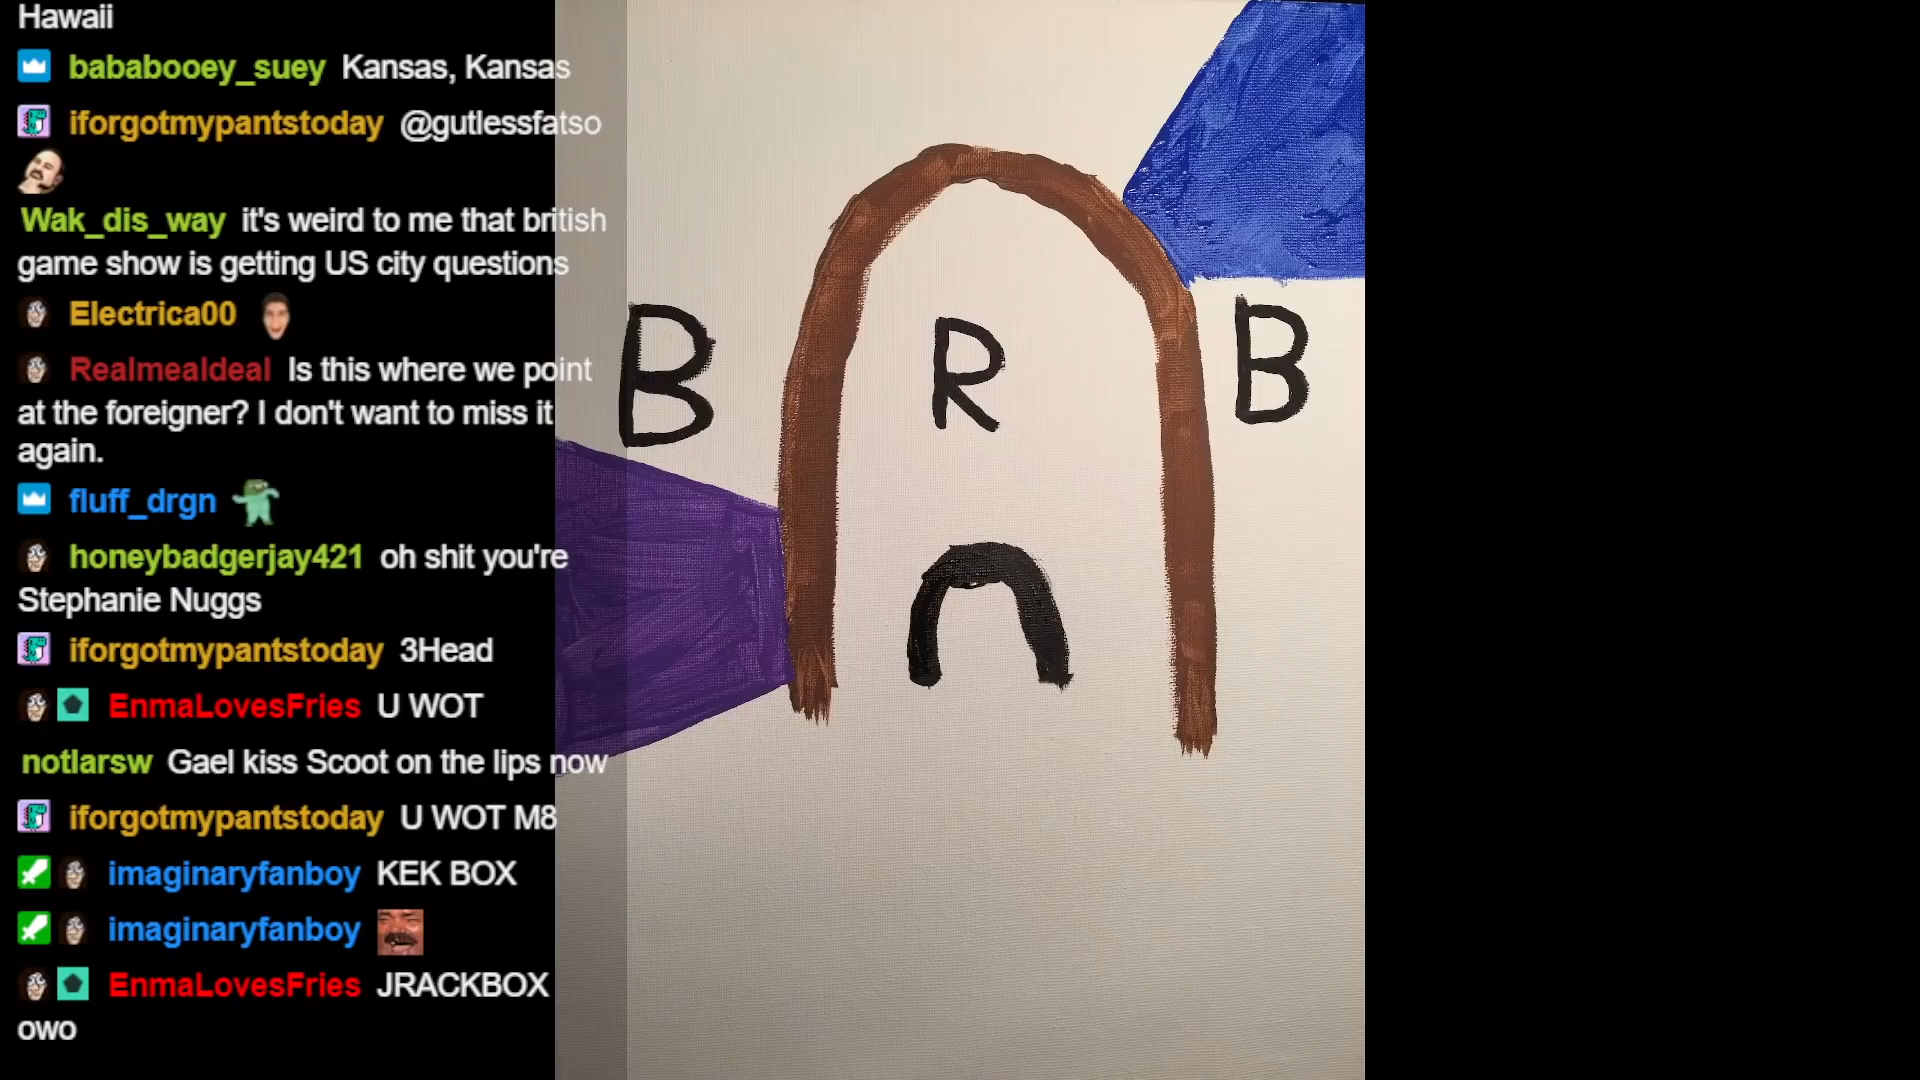 Hawaii
bababooey_suey Kansas, Kansas
iforgotmypantstoday @gutlessfatso
Wak_dis_way it's weird to me that british
game show is getting US city questions
Electrica00
Realmealdeal Is this where we point
at the foreigner? I don't want to miss it
again.
fluff_drgn
honeybadgerjay421 oh shit you're
Stephanie Nuggs
iforgotmypantstoday 3Head
EnmaLovesFries U WOT
notlarsw Gael kiss Scoot on the lips now
iforgotmypantstoday U WOT M8
imaginaryfanboy KEK BOX
imaginaryfanboy
EnmaLovesFries JRACKBOX
owo
B R B